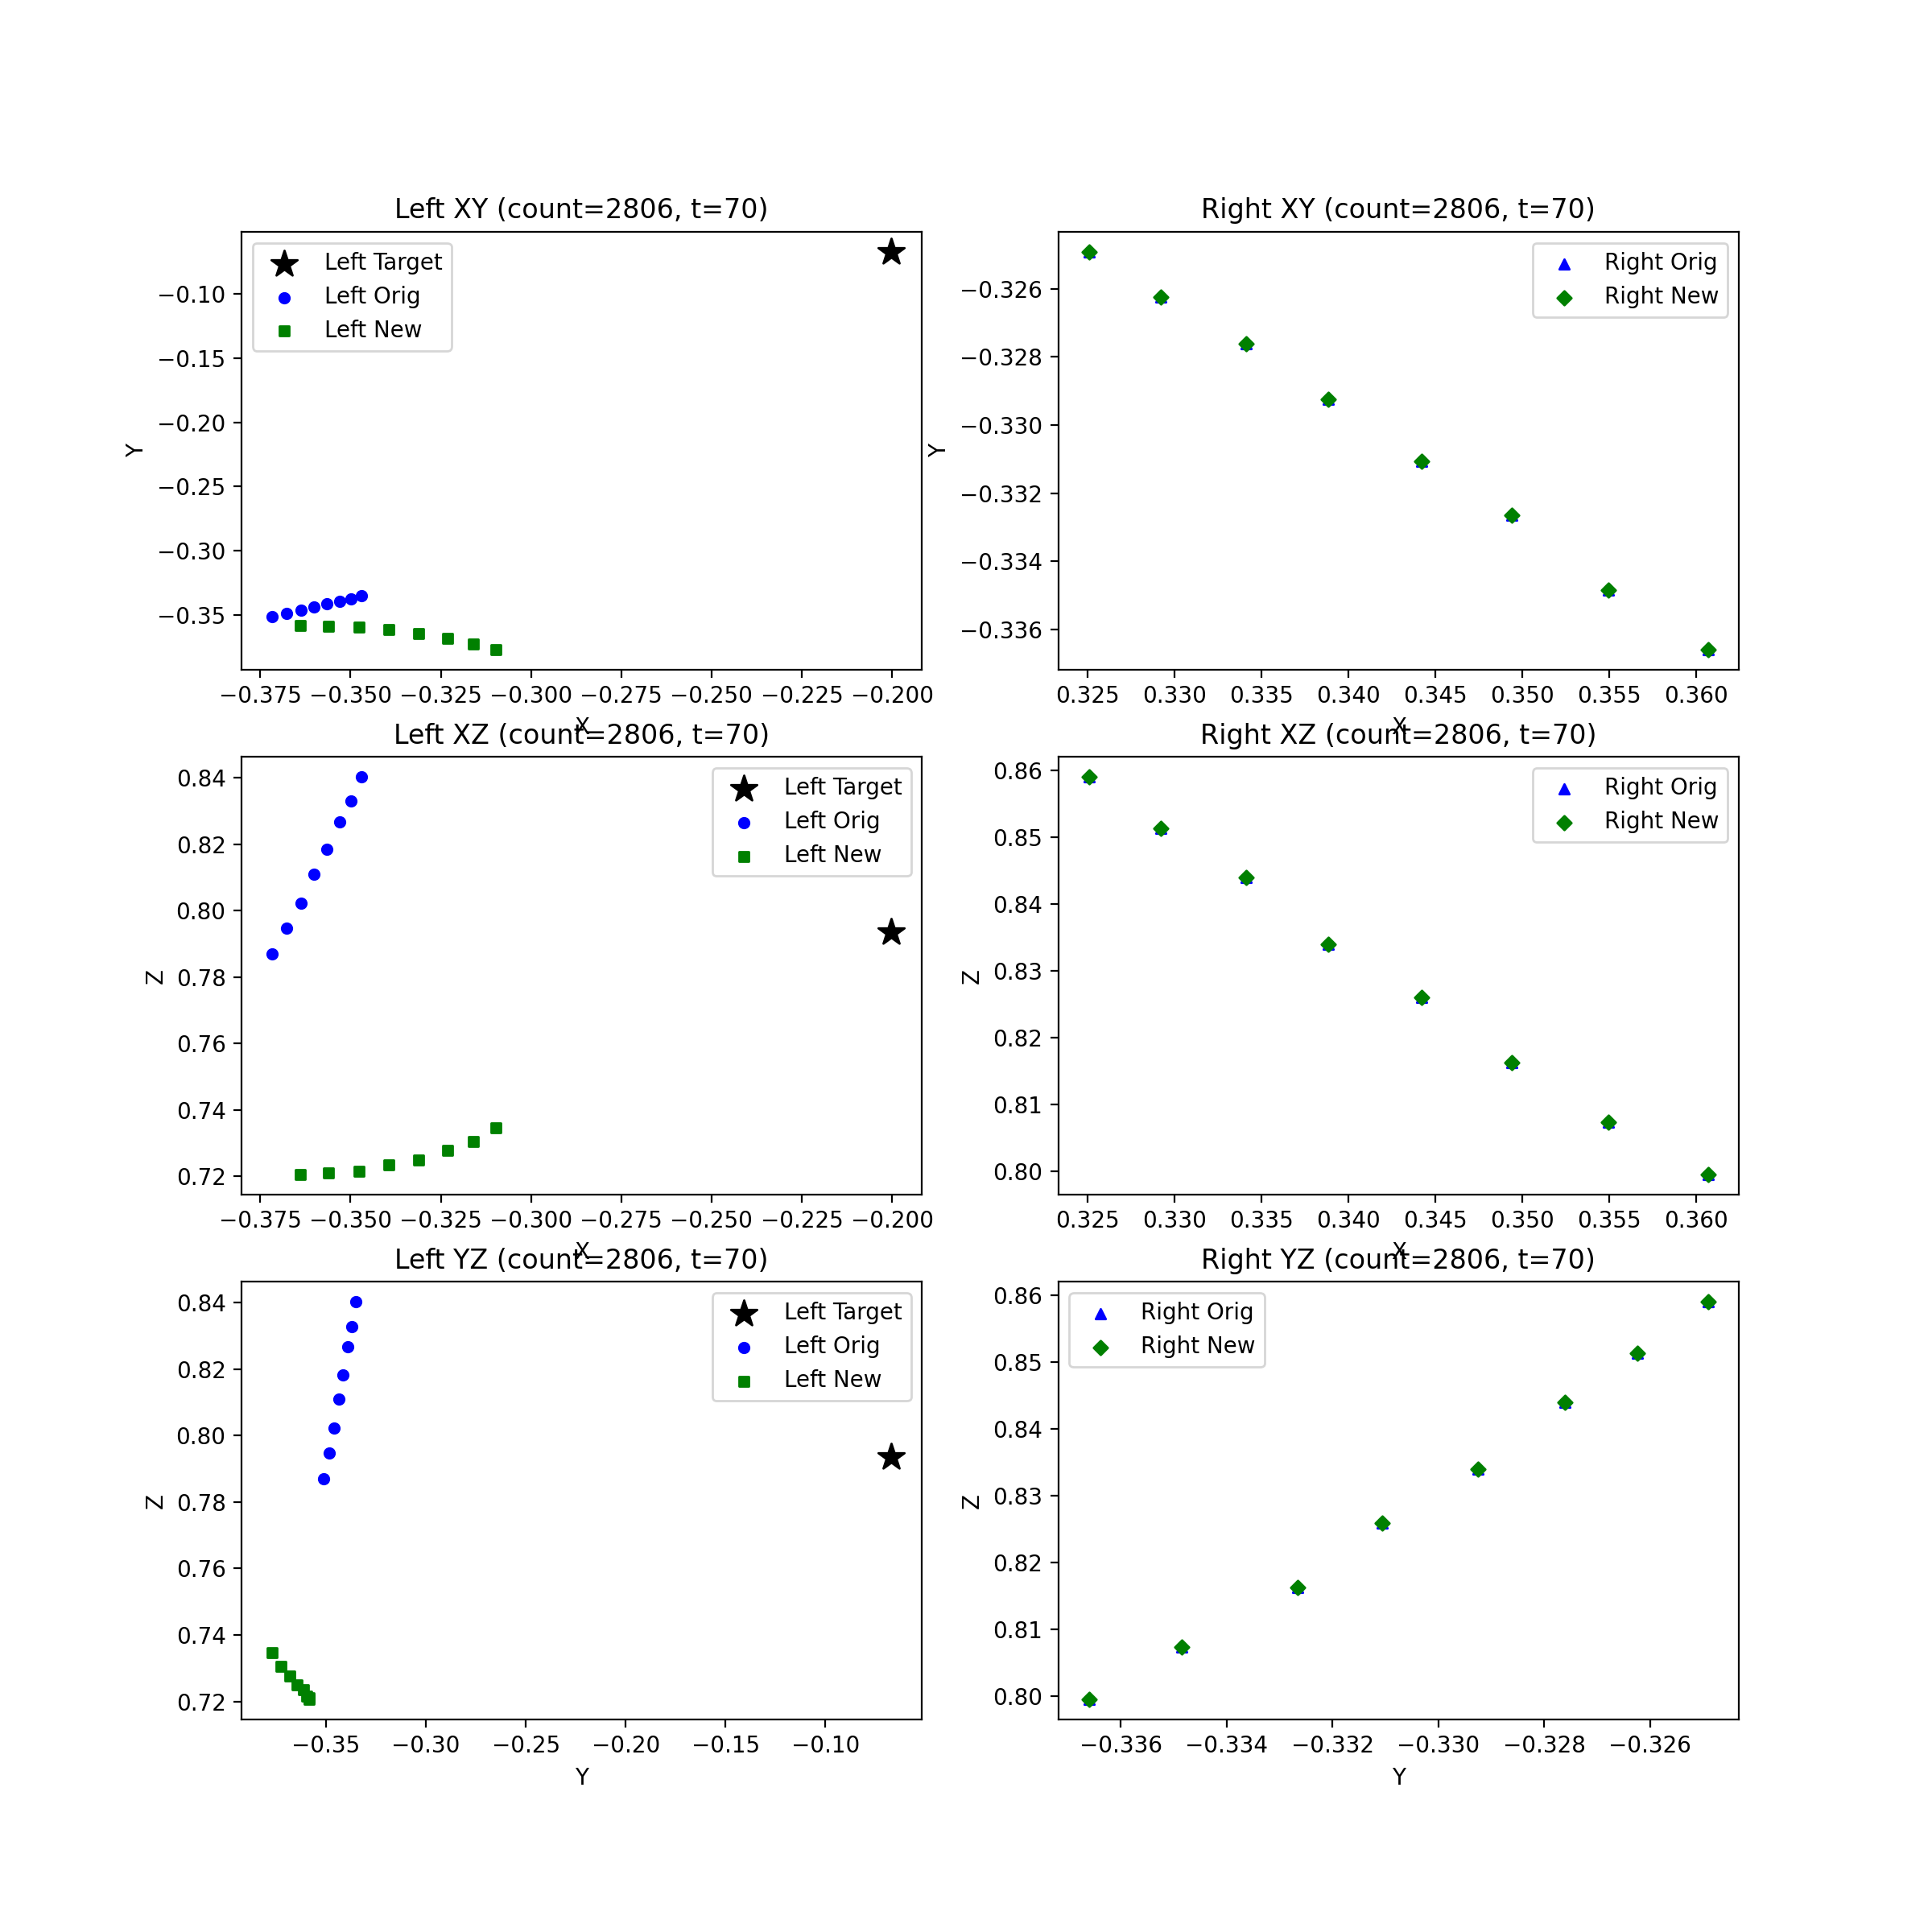 Left XY (count=2806, t=70)
Left Target
Left Orig
Left New
Y
−0.10
−0.15
−0.20
−0.25
−0.30
−0.35
−0.375 −0.350 −0.325 −0.300 −0.275 −0.250 −0.225 −0.200
X
Right XY (count=2806, t=70)
Right Orig
Right New
Y
−0.326
−0.328
−0.330
−0.332
−0.334
−0.336
0.325 0.330 0.335 0.340 0.345 0.350 0.355 0.360
X
Left XZ (count=2806, t=70)
Left Target
Left Orig
Left New
Z
0.84
0.82
0.80
0.78
0.76
0.74
0.72
−0.375 −0.350 −0.325 −0.300 −0.275 −0.250 −0.225 −0.200
X
Right XZ (count=2806, t=70)
Right Orig
Right New
Z
0.86
0.85
0.84
0.83
0.82
0.81
0.80
0.325 0.330 0.335 0.340 0.345 0.350 0.355 0.360
X
Left YZ (count=2806, t=70)
Left Target
Left Orig
Left New
Z
0.84
0.82
0.80
0.78
0.76
0.74
0.72
−0.35 −0.30 −0.25 −0.20 −0.15 −0.10
Y
Right YZ (count=2806, t=70)
Right Orig
Right New
Z
0.86
0.85
0.84
0.83
0.82
0.81
0.80
−0.336 −0.334 −0.332 −0.330 −0.328 −0.326
Y